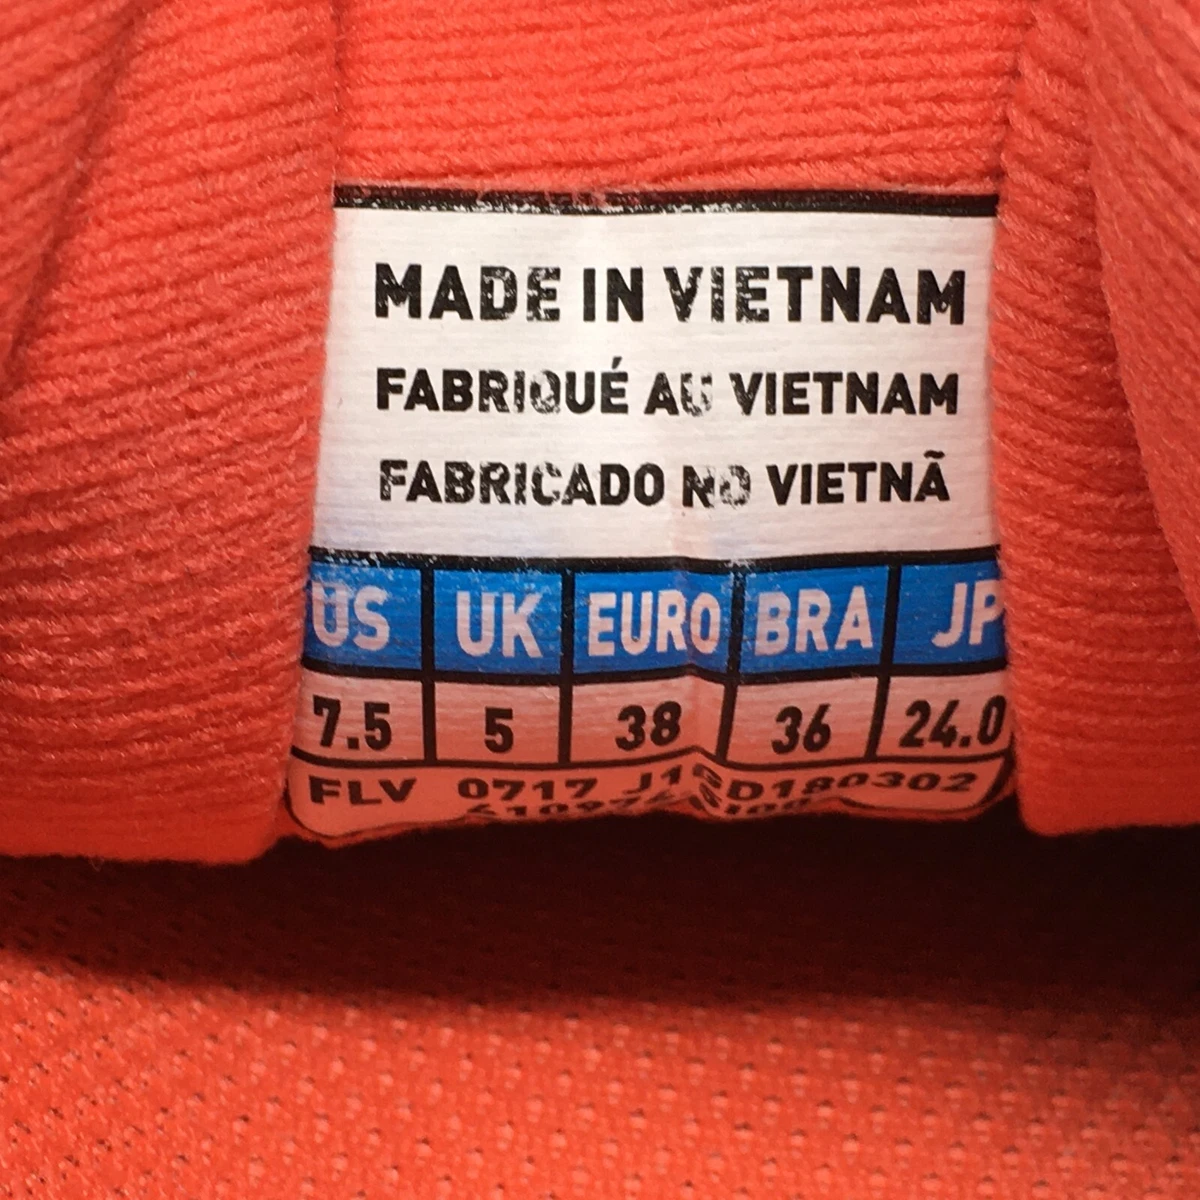 MADE IN VIETNAM
FABRIQUÉ AU VIETNAM
FABRICADO NO VIETNÃ
US UK EURO BRA JP
7.5 5 38 36 24.0
FLV 0717